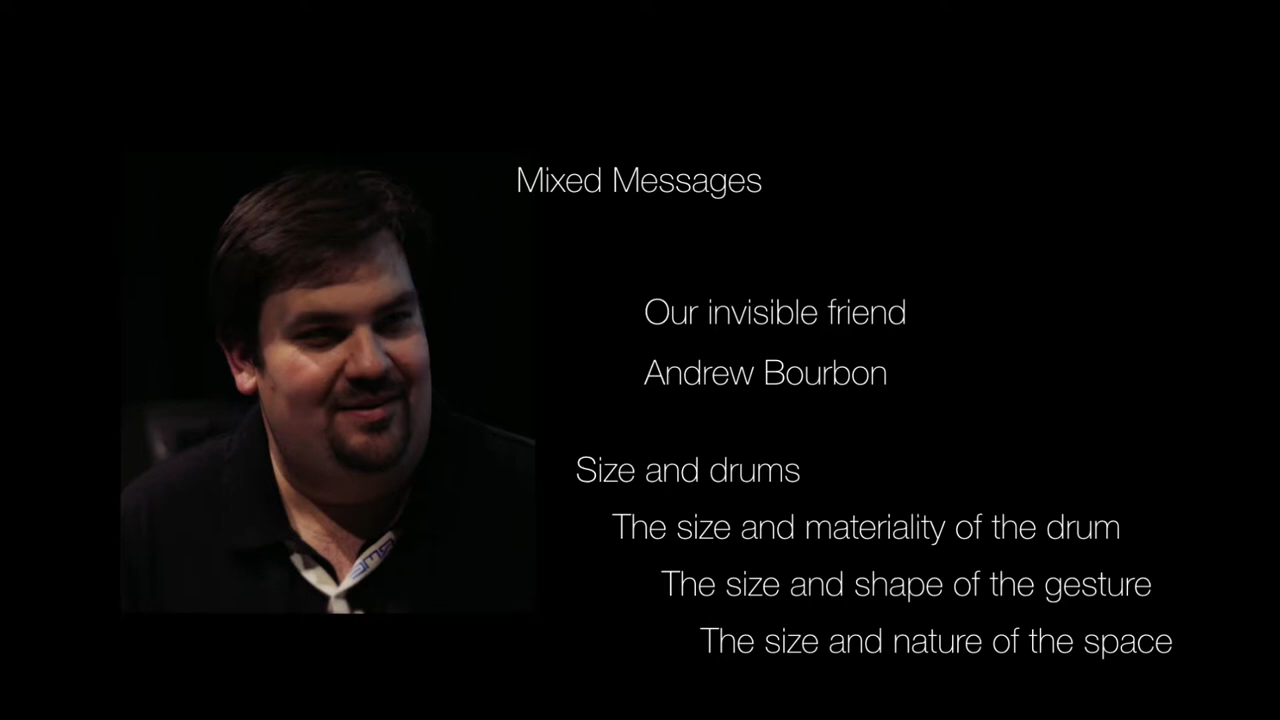 Mixed Messages
Our invisible friend
Andrew Bourbon
Size and drums
The size and materiality of the drum
The size and shape of the gesture
The size and nature of the space